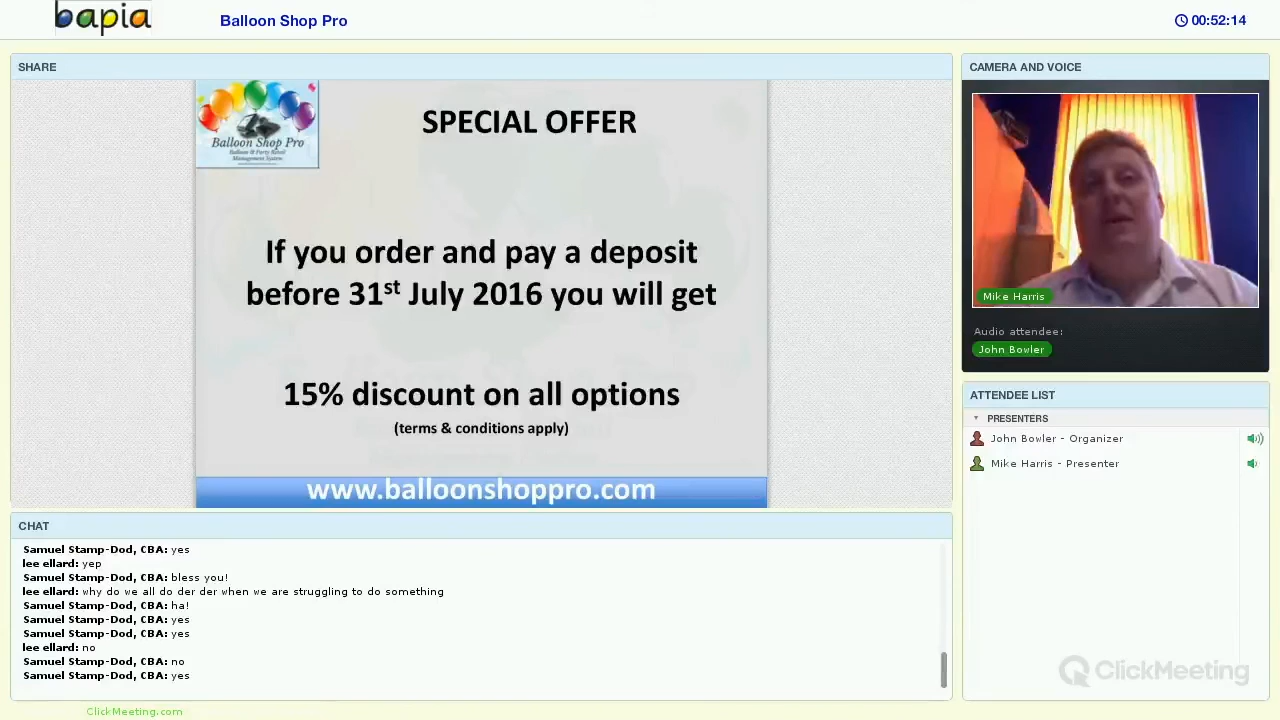 bapia
Balloon Shop Pro
00:52:14
SHARE
Balloon Shop Pro
Balloon & Party Retail
Management System
SPECIAL OFFER
If you order and pay a deposit
before 31st July 2016 you will get
15% discount on all options
(terms & conditions apply)
www.balloonshoppro.com
CAMERA AND VOICE
Mike Harris
Audio attendee:
John Bowler
ATTENDEE LIST
PRESENTERS
John Bowler - Organizer
Mike Harris - Presenter
ClickMeeting
CHAT
Samuel Stamp-Dod, CBA: yes
lee ellard: yep
Samuel Stamp-Dod, CBA: bless you!
lee ellard: why do we all do der der when we are struggling to do something
Samuel Stamp-Dod, CBA: ha!
Samuel Stamp-Dod, CBA: yes
Samuel Stamp-Dod, CBA: yes
lee ellard: no
Samuel Stamp-Dod, CBA: no
Samuel Stamp-Dod, CBA: yes
ClickMeeting.com